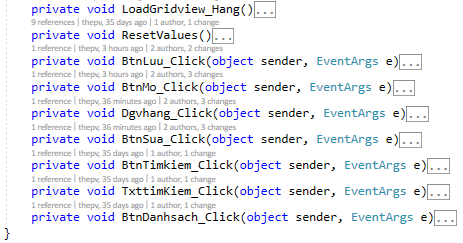 private void LoadGridview_Hang()...
9 references | thepv, 35 days ago | 1 author, 1 change
private void ResetValues()...
1 reference | thepv, 3 hours ago | 2 authors, 2 changes
private void BtnLuu_Click(object sender, EventArgs e)...
1 reference | thepv, 3 hours ago | 2 authors, 3 changes
private void BtnMo_Click(object sender, EventArgs e)...
1 reference | thepv, 36 minutes ago | 2 authors, 3 changes
private void Dgvhang_Click(object sender, EventArgs e)...
1 reference | thepv, 36 minutes ago | 2 authors, 3 changes
private void BtnSua_Click(object sender, EventArgs e)...
1 reference | thepv, 35 days ago | 1 author, 1 change
private void BtnTimkiem_Click(object sender, EventArgs e)...
1 reference | thepv, 35 days ago | 1 author, 1 change
private void TxttimKiem_Click(object sender, EventArgs e)...
1 reference | thepv, 35 days ago | 1 author, 1 change
private void BtnDanhsach_Click(object sender, EventArgs e)...
}